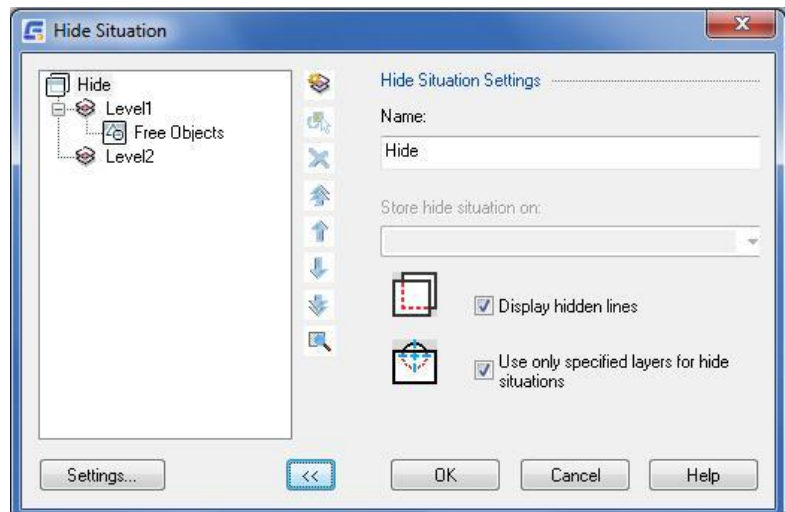 Hide Situation
Hide
Level1
Free Objects
Level2
Hide Situation Settings
Name:
Hide
Store hide situation on:
Display hidden lines
Use only specified layers for hide
situations
Settings...
<<
OK
Cancel
Help